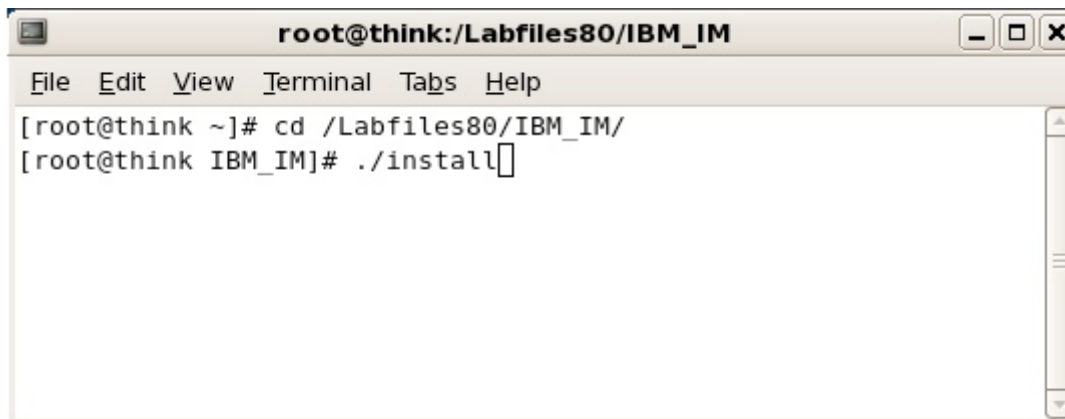 root@think:/Labfiles80/IBM_IM
File Edit View Terminal Tabs Help
[root@think ~]# cd /Labfiles80/IBM_IM/
[root@think IBM_IM]# ./install